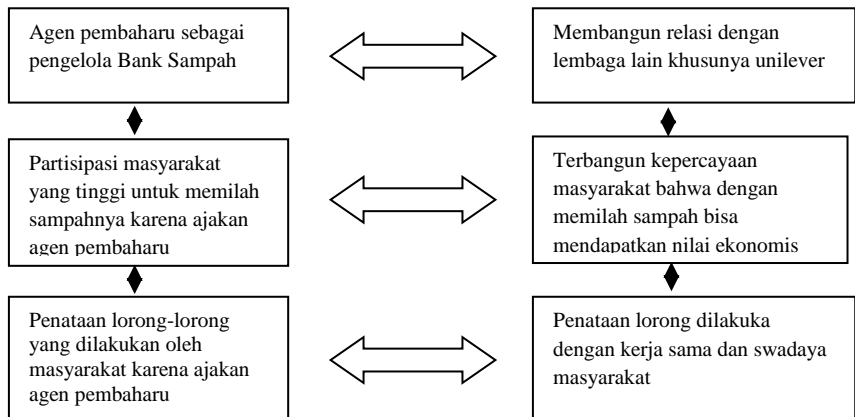 Agen pembaharu sebagai
pengelola Bank Sampah
Membangun relasi dengan
lembaga lain khusunya unilever
Partisipasi masyarakat
yang tinggi untuk memilah
sampahnya karena ajakan
agen pembaharu
Terbangun kepercayaan
masyarakat bahwa dengan
memilah sampah bisa
mendapatkan nilai ekonomis
Penataan lorong-lorong
yang dilakukan oleh
masyarakat karena ajakan
agen pembaharu
Penataan lorong dilakuka
dengan kerja sama dan swadaya
masyarakat